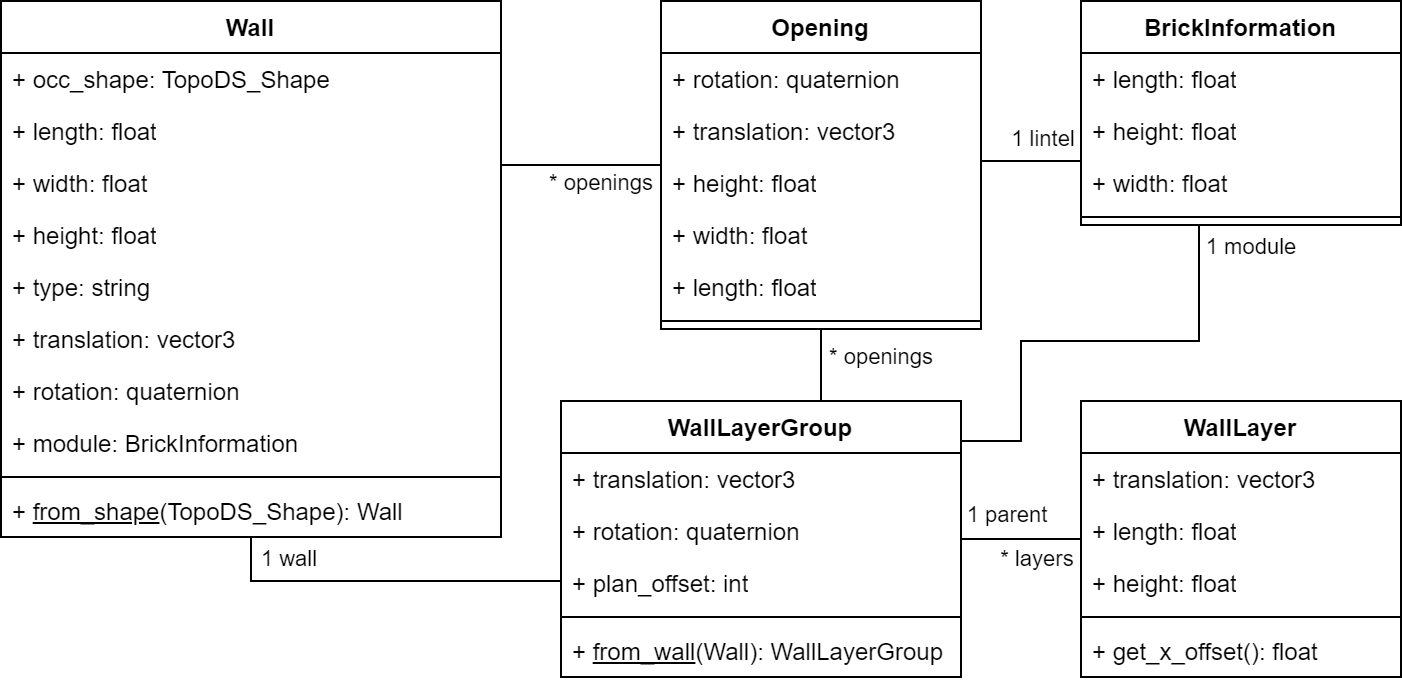 Wall
+ occ_shape: TopoDS_Shape
+ length: float
+ width: float
+ height: float
+ type: string
+ translation: vector3
+ rotation: quaternion
+ module: BrickInformation
+ from_shape(TopoDS_Shape): Wall
* openings
Opening
+ rotation: quaternion
+ translation: vector3
+ height: float
+ width: float
+ length: float
1 lintel
BrickInformation
+ length: float
+ height: float
+ width: float
1 module
* openings
1 wall
WallLayerGroup
+ translation: vector3
+ rotation: quaternion
+ plan_offset: int
+ from_wall(Wall): WallLayerGroup
1 parent
* layers
WallLayer
+ translation: vector3
+ length: float
+ height: float
+ get_x_offset(): float